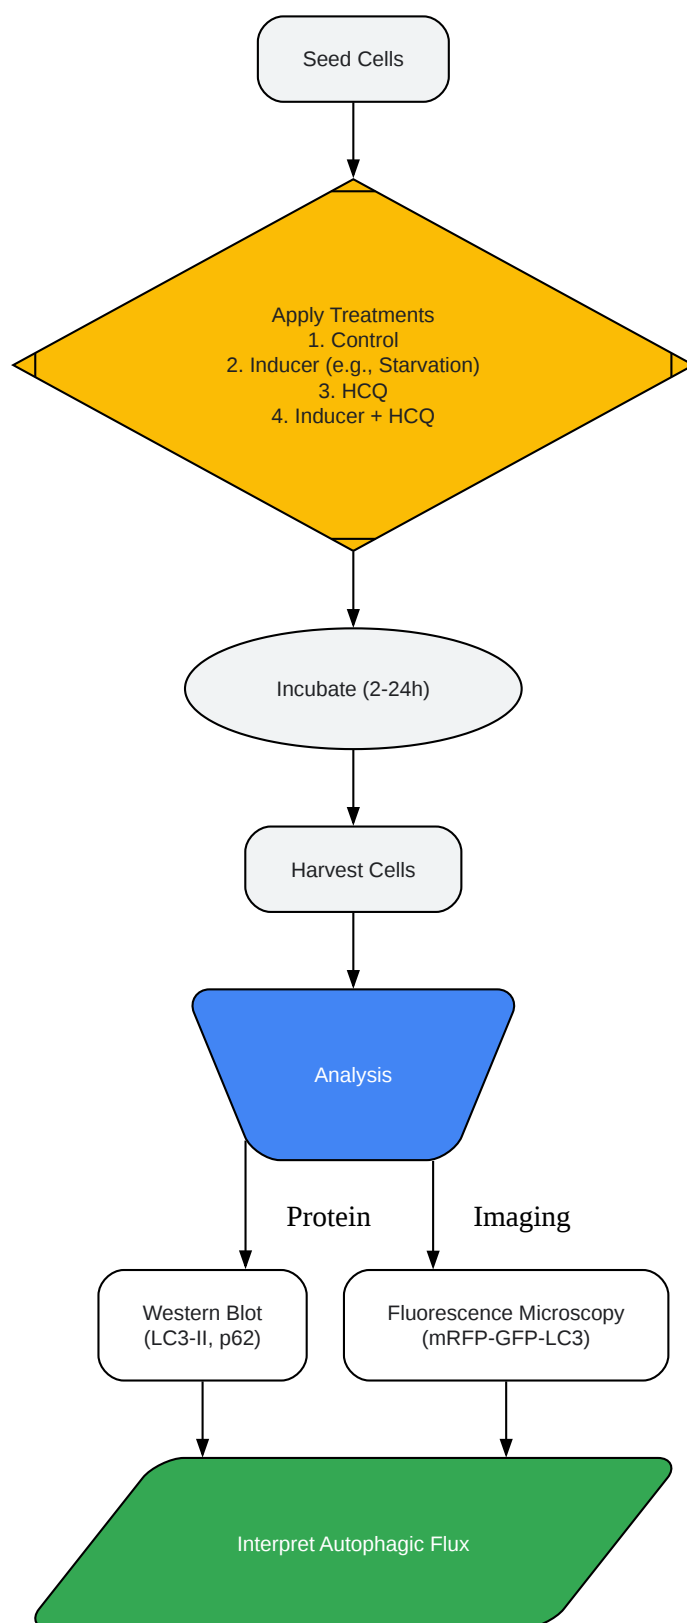 Seed Cells
Apply Treatments
1. Control
2. Inducer (e.g., Starvation)
3. HCQ
4. Inducer + HCQ
Incubate (2-24h)
Harvest Cells
Analysis
Protein
Imaging
Western Blot
(LC3-II, p62)
Fluorescence Microscopy
(mRFP-GFP-LC3)
Interpret Autophagic Flux